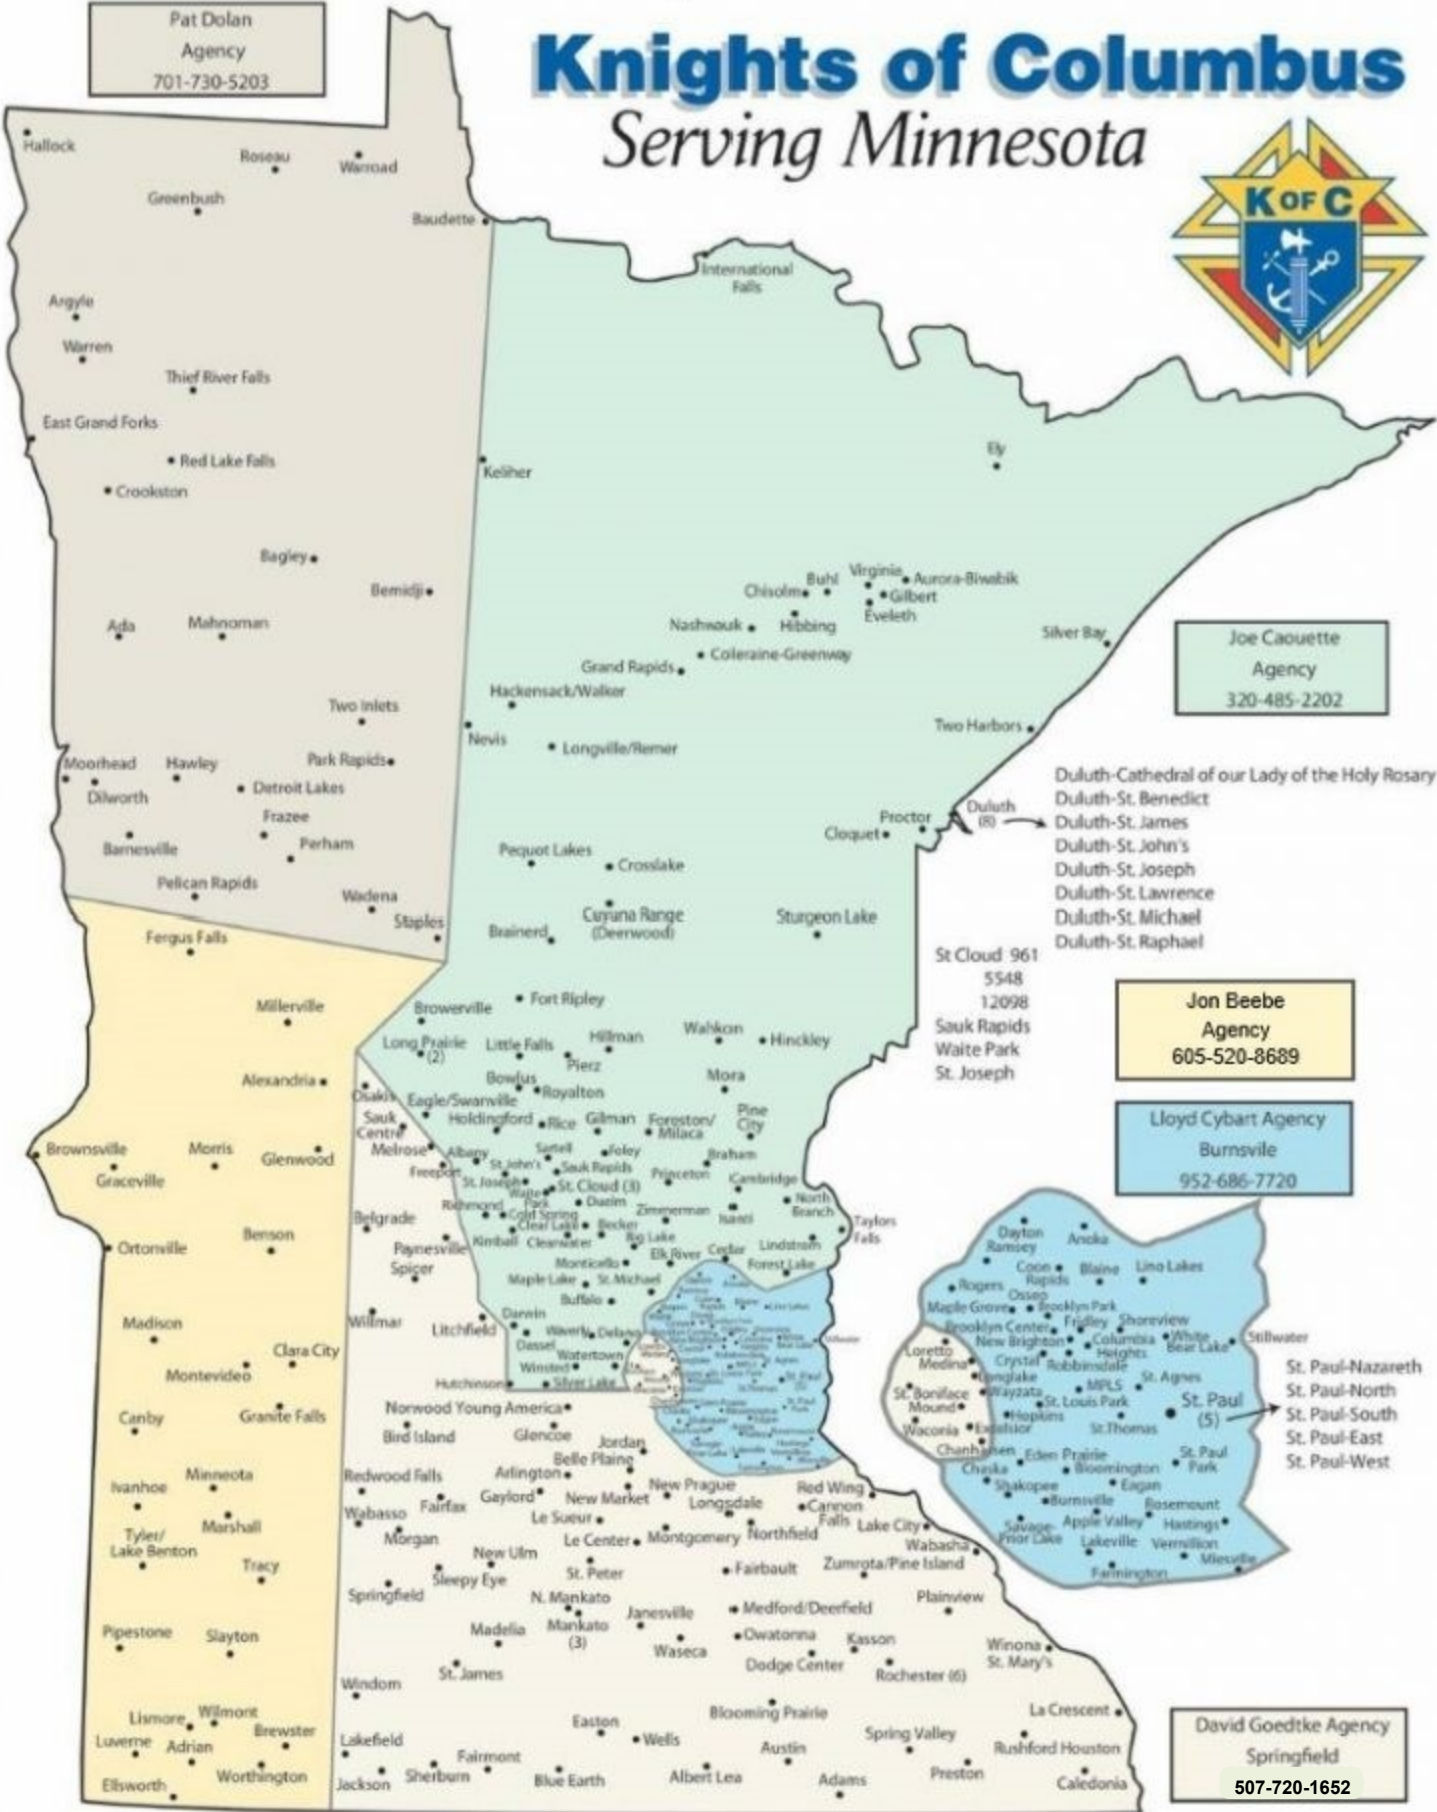 Pat Dolan
Agency
701-730-5203
Knights of Columbus
Serving Minnesota
K OF C
Hallock
Roseau
Warroad
Greenbush
Baudette
International
Falls
Argyle
Warren
Thief River Falls
East Grand Forks
Red Lake Falls
Crookston
Keliher
Ely
Bagley
Bemidji
Ada
Mahnoman
Chisolm
Buhl
Virginia
Aurora-Biwabik
Gilbert
Eveleth
Nashwauk
Hibbing
Coleraine-Greenway
Grand Rapids
Silver Bay
Joe Caouette
Agency
320-485-2202
Hackensack/Walker
Two Inlets
Nevis
Longville/Remer
Two Harbors
Park Rapids
Moorhead
Hawley
Dilworth
Detroit Lakes
Frazee
Barnesville
Perham
Pelican Rapids
Wadena
Staples
Proctor
Cloquet
Duluth
(8)
Duluth-Cathedral of our Lady of the Holy Rosary
Duluth-St. Benedict
Duluth-St. James
Duluth-St. John's
Duluth-St. Joseph
Duluth-St. Lawrence
Duluth-St. Michael
Duluth-St. Raphael
Pequot Lakes
Crosslake
Cuyuna Range
(Deerwood)
Brainerd
Sturgeon Lake
St Cloud 961
5548
12098
Sauk Rapids
Waite Park
St. Joseph
Jon Beebe
Agency
605-520-8689
Lloyd Cybart Agency
Burnsvile
952-686-7720
Fergus Falls
Millerville
Alexandria
Brownsville
Graceville
Morris
Glenwood
Ortonville
Benson
Madison
Clara City
Montevideo
Canby
Granite Falls
Ivanhoe
Minneota
Marshall
Tyler/
Lake Benton
Tracy
Pipestone
Slayton
Lismore
Wilmont
Luverne
Adrian
Brewster
Ellsworth
Worthington
Browerville
Fort Ripley
Long Prairie
(2)
Little Falls
Hillman
Pierz
Wahkon
Hinckley
Bowlus
Royalton
Mora
Osakis
Eagle/Swanville
Sauk
Centre
Holdingford
Rice
Gilman
Foreston/
Milaca
Pine
City
Melrose
Albany
Sartell
Foley
Braham
Freeport
St. John's
Sauk Rapids
Princeton
Cambridge
St. Joseph
St. Cloud (3)
Waite
Park
Duzim
Richmond
Cold Spring
Zimmerman
Isanti
North
Branch
Belgrade
Clear Lake
Becker
Taylors
Falls
Paynesville
Kimball
Clearwater
Big Lake
Lindstrom
Spicer
Monticello
Elk River
Cedar
Forest Lake
Maple Lake
St. Michael
Buffalo
Willmar
Litchfield
Darwin
Waverly
Delano
Dassel
Watertown
Winsted
Hutchinson
Silver Lake
Stillwater
Norwood Young America
Bird Island
Glencoe
Jordan
Belle Plaine
Redwood Falls
Arlington
New Prague
Red Wing
Fairfax
Gaylord
New Market
Longsdale
Cannon
Falls
Wabasso
Le Sueur
Lake City
Morgan
Le Center
Montgomery
Northfield
Wabasha
New Ulm
St. Peter
Fairbault
Zumrota/Pine Island
Springfield
Sleepy Eye
N. Mankato
Mankato
(3)
Janesville
Medford/Deerfield
Plainview
Madelia
Waseca
Owatonna
Kasson
Winona
St. Mary's
Dodge Center
Rochester (6)
St. James
Windom
Blooming Prairie
La Crescent
Easton
Wells
Spring Valley
Rushford Houston
Lakefield
Fairmont
Austin
Jackson
Sherburn
Blue Earth
Albert Lea
Adams
Preston
Caledonia
Dayton
Ramsey
Anoka
Coon
Rapids
Blaine
Lino Lakes
Rogers
Osseo
Maple Grove
Brooklyn Park
Brooklyn Center
Fridley
Shoreview
New Brighton
Columbia
Heights
White
Bear Lake
Stillwater
Loretto
Medina
Crystal
Robbinsdale
Longlake
Wayzata
MPLS
St. Agnes
St. Boniface
Mound
St. Louis Park
St. Paul
(5)
Hopkins
Waconia
Excelsior
St.Thomas
St. Paul-Nazareth
St. Paul-North
St. Paul-South
St. Paul-East
St. Paul-West
Chanhassen
Eden Prairie
St. Paul
Park
Chaska
Bloomington
Shakopee
Eagan
Burnsville
Rosemount
Savage-
Prior Lake
Apple Valley
Hastings
Lakeville
Vermillion
Miesville
Farmington
David Goedtke Agency
Springfield
507-720-1652